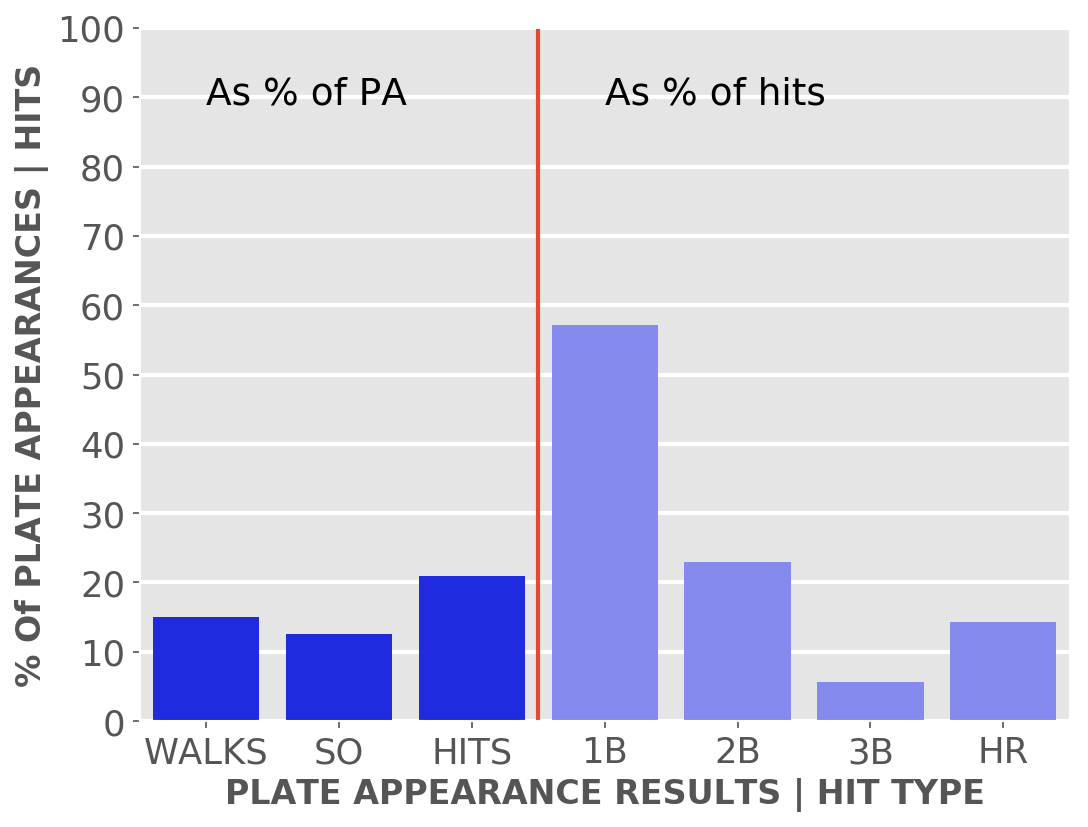 % Of PLATE APPEARANCES | HITS
100
90
80
70
60
50
40
30
20
10
0
As % of PA
As % of hits
WALKS SO HITS 1B 2B 3B HR
PLATE APPEARANCE RESULTS | HIT TYPE